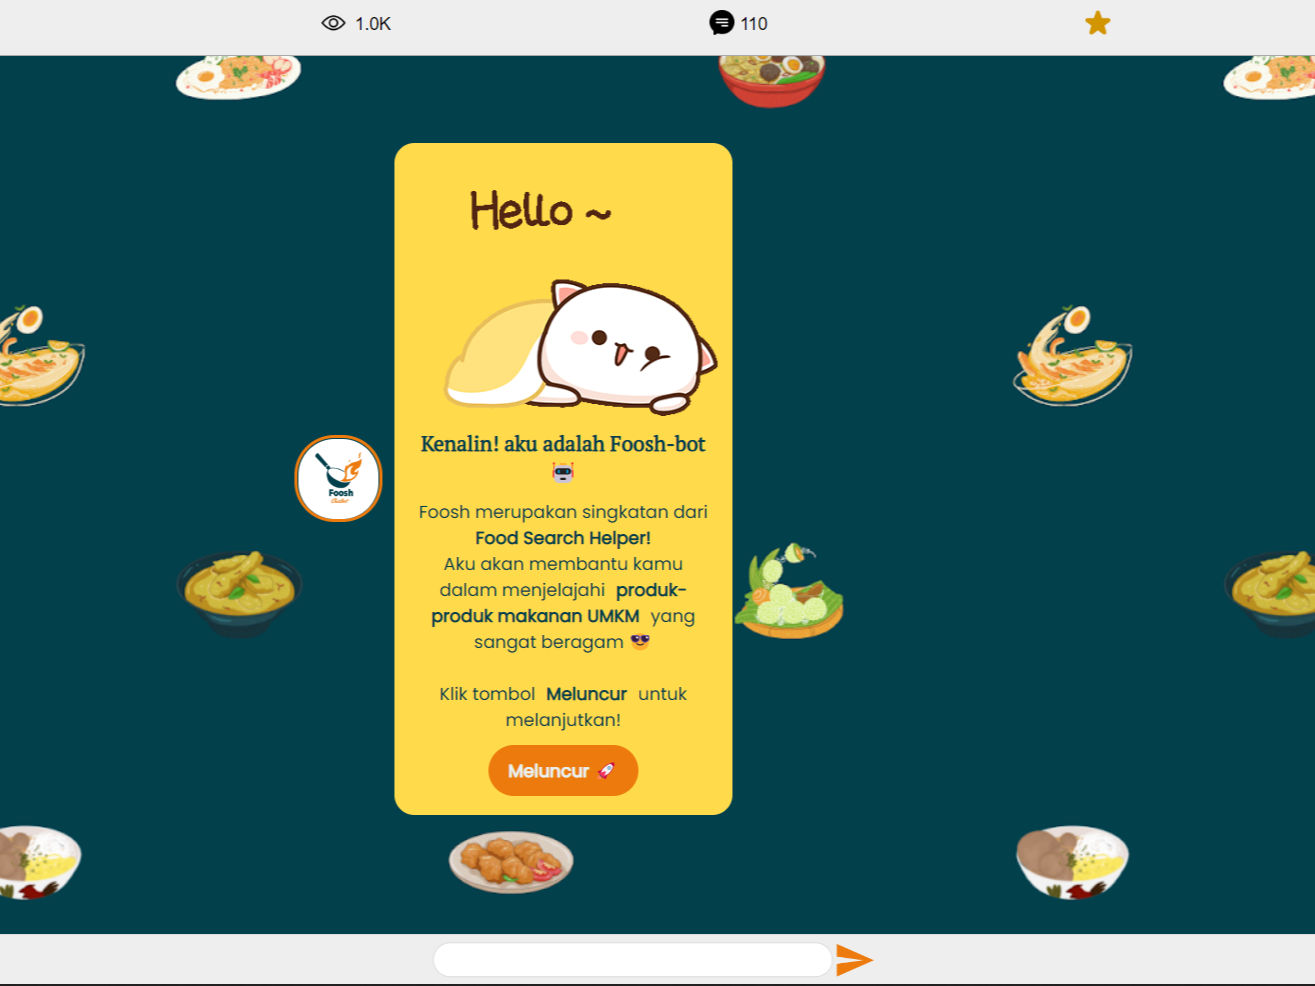 1.0K
110
Hello ~
Kenalin! aku adalah Foosh-bot
🤖
Foosh
Foosh merupakan singkatan dari
Food Search Helper!
Aku akan membantu kamu
dalam menjelajahi produk-
produk makanan UMKM yang
sangat beragam 😎
Klik tombol Meluncur untuk
melanjutkan!
Meluncur 🚀